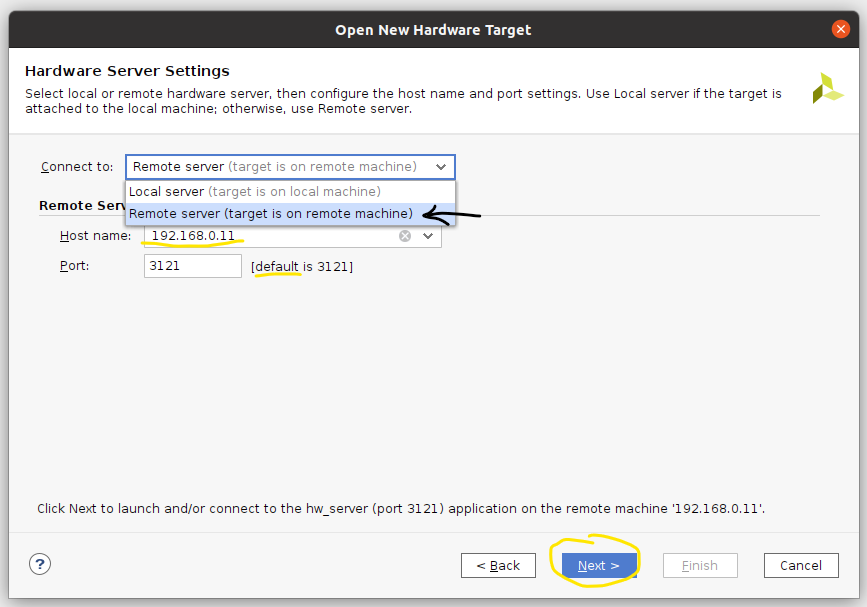 Open New Hardware Target
Hardware Server Settings
Select local or remote hardware server, then configure the host name and port settings. Use Local server if the target is
attached to the local machine; otherwise, use Remote server.
Connect to: Remote server (target is on remote machine)
Local server (target is on local machine)
Remote server (target is on remote machine)
Remote Serv
Host name: 192.168.0.11
Port: 3121 [default is 3121]
Click Next to launch and/or connect to the hw_server (port 3121) application on the remote machine '192.168.0.11'.
? < Back Next > Finish Cancel